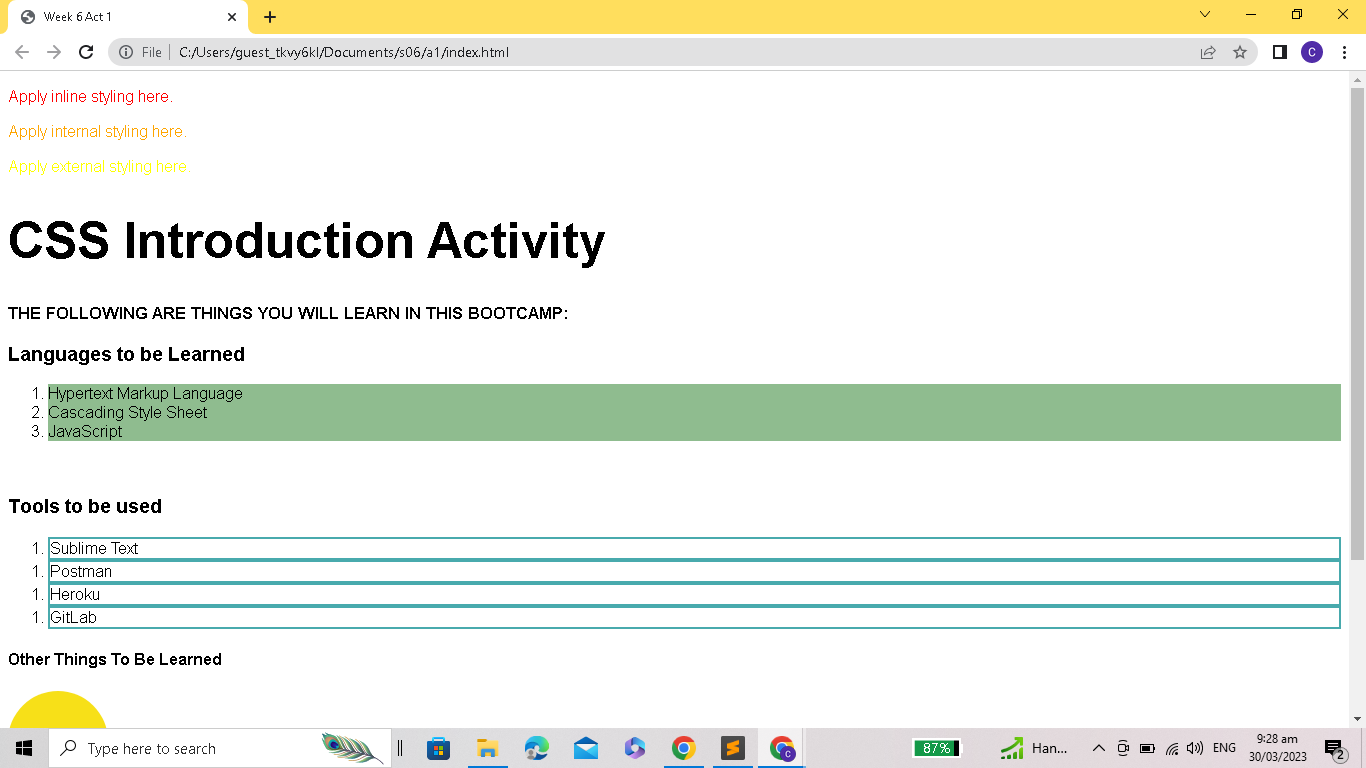 Week 6 Act 1
File | C:/Users/guest_tkvy6kl/Documents/s06/a1/index.html
C
Apply inline styling here.
Apply internal styling here.
Apply external styling here.
CSS Introduction Activity
THE FOLLOWING ARE THINGS YOU WILL LEARN IN THIS BOOTCAMP:
Languages to be Learned
1. Hypertext Markup Language
2. Cascading Style Sheet
3. JavaScript
Tools to be used
1. Sublime Text
1. Postman
1. Heroku
1. GitLab
Other Things To Be Learned
Type here to search
C
87%
Han...
ENG
9:28 am
30/03/2023
2